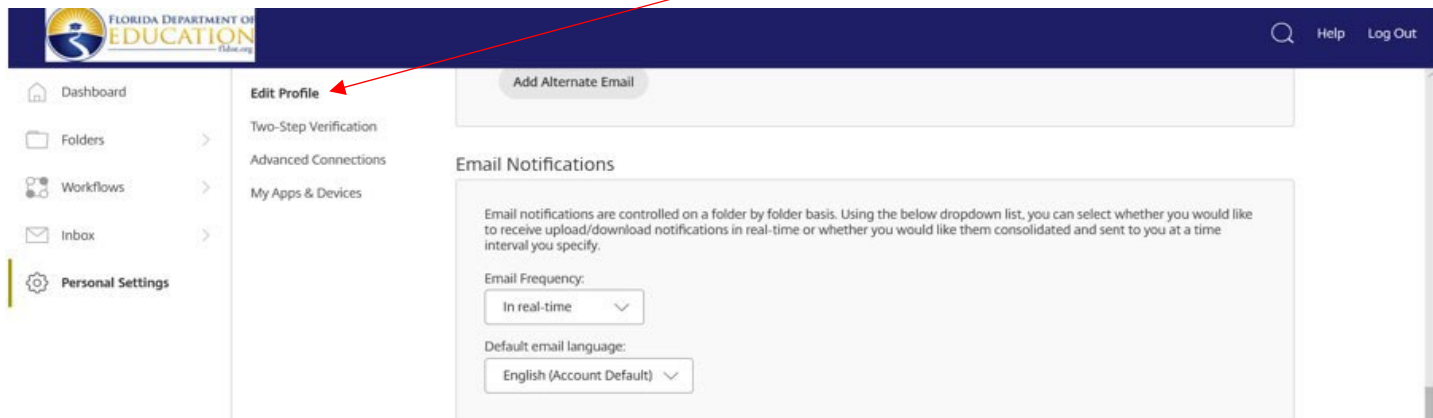 FLORIDA DEPARTMENT OF
EDUCATION
fldoe.org
Help
Log Out
Dashboard
Folders
Workflows
Inbox
Personal Settings
Edit Profile
Two-Step Verification
Advanced Connections
My Apps & Devices
Add Alternate Email
Email Notifications
Email notifications are controlled on a folder by folder basis. Using the below dropdown list, you can select whether you would like
to receive upload/download notifications in real-time or whether you would like them consolidated and sent to you at a time
interval you specify.
Email Frequency:
In real-time
Default email language:
English (Account Default)